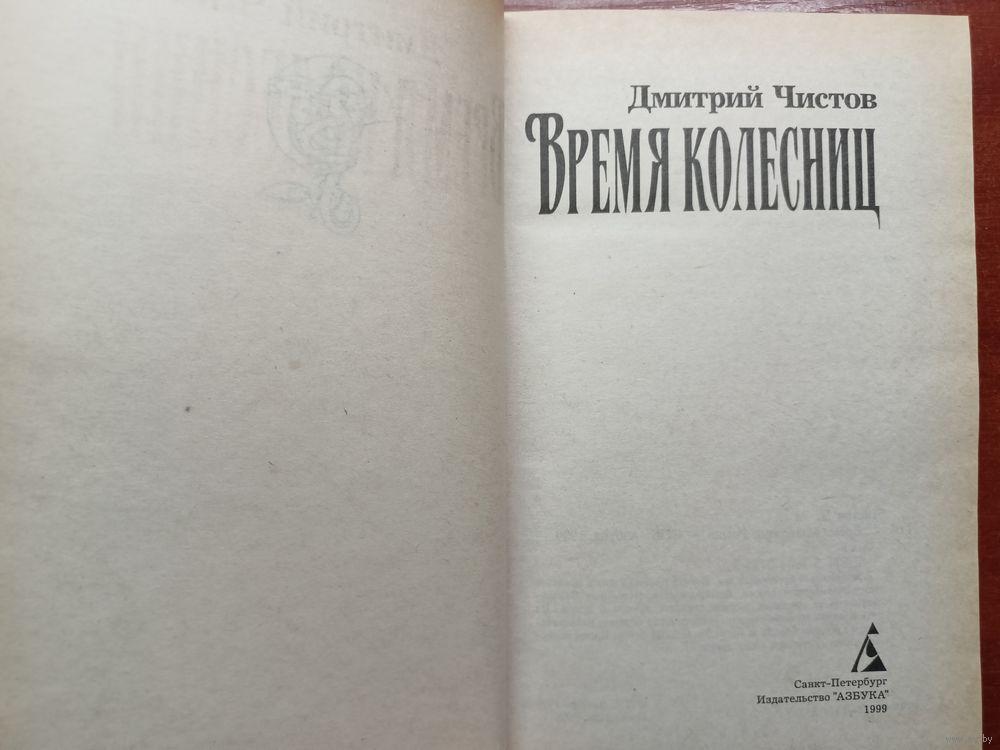 Дмитрий Чистов
Время колесниц
Санкт-Петербург
Издательство "АЗБУКА"
1999